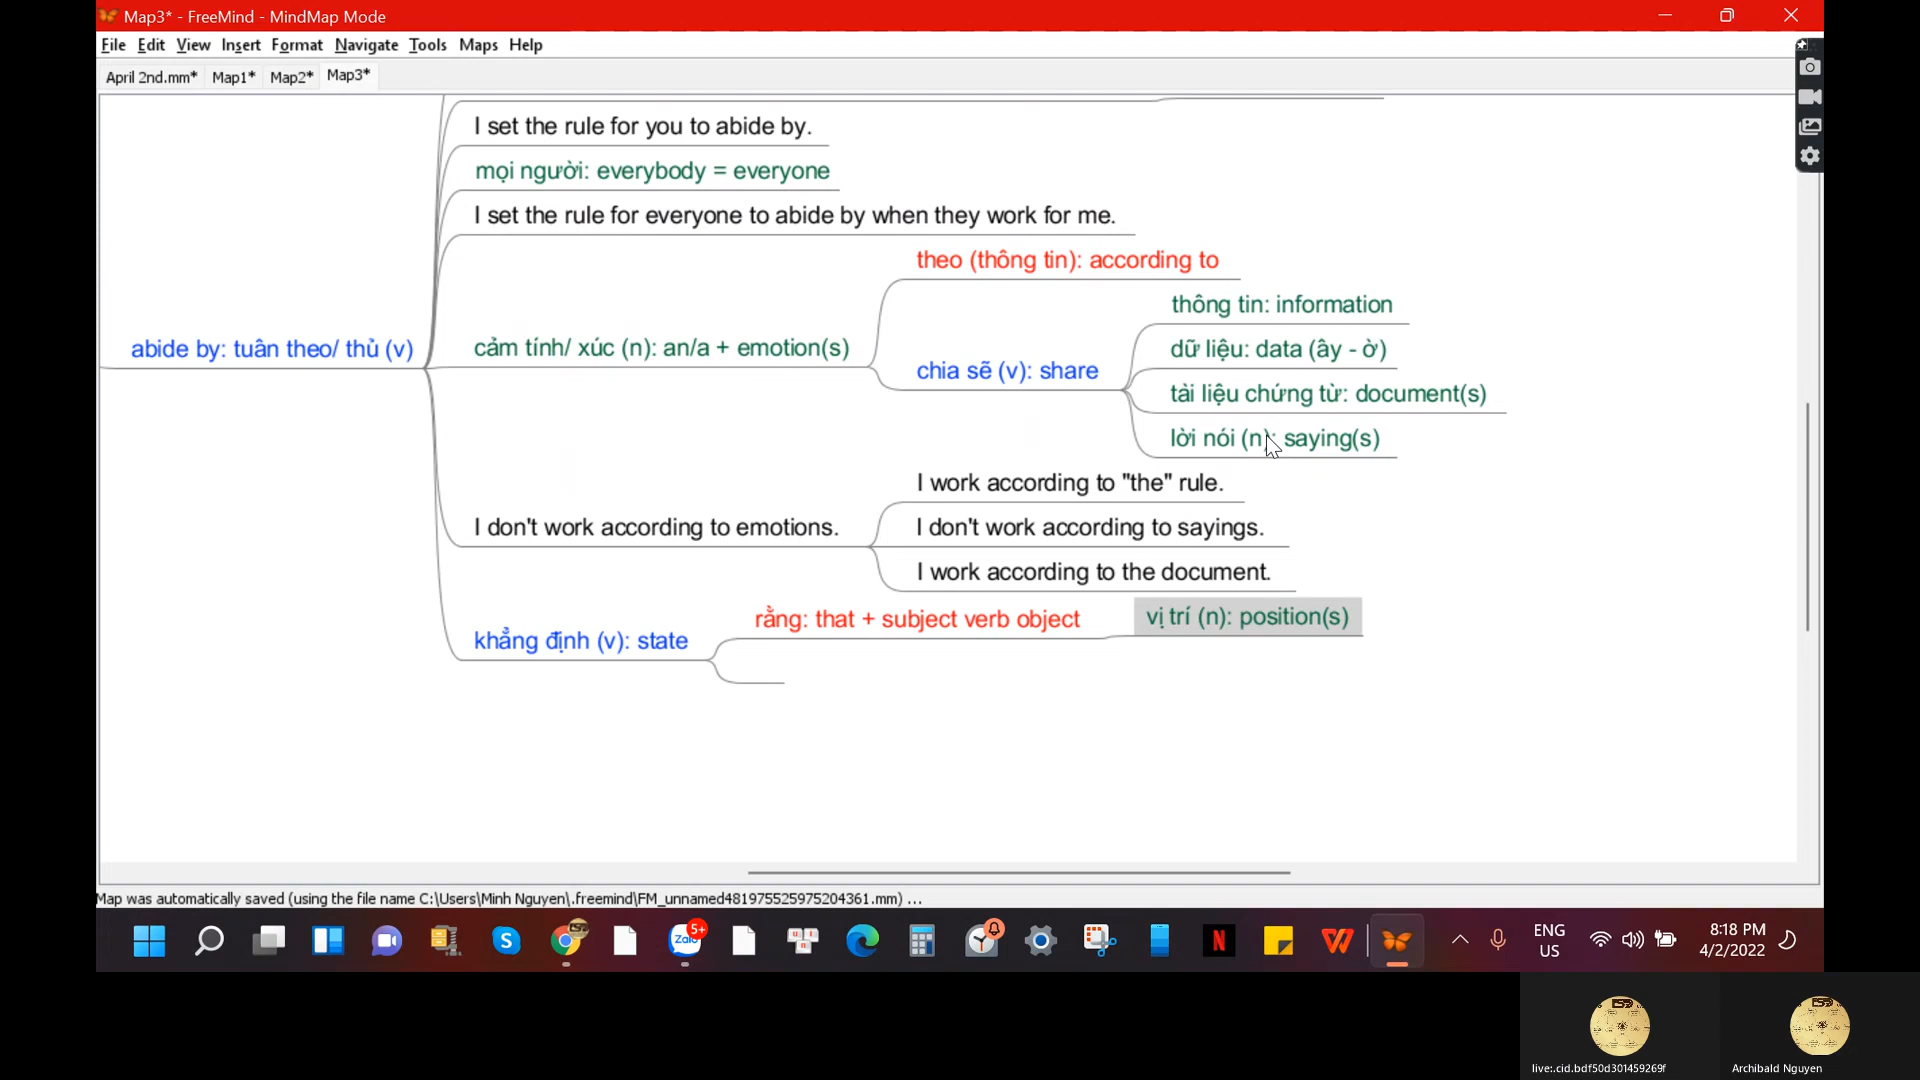 Map3* - FreeMind - MindMap Mode
File Edit View Insert Format Navigate Tools Maps Help
April 2nd.mm* Map1* Map2* Map3*
I set the rule for you to abide by.
mọi người: everybody = everyone
I set the rule for everyone to abide by when they work for me.
theo (thông tin): according to
thông tin: information
abide by: tuân theo/ thủ (v)
cảm tính/ xúc (n): an/a + emotion(s)
dữ liệu: data (ây - ờ)
chia sẽ (v): share
tài liệu chứng từ: document(s)
lời nói (n): saying(s)
I work according to "the" rule.
I don't work according to emotions.
I don't work according to sayings.
I work according to the document.
rằng: that + subject verb object
vị trí (n): position(s)
khẳng định (v): state
Map was automatically saved (using the file name C:\Users\Minh Nguyen\.freemind\FM_unnamed481975525975204361.mm) ...
5+
Zalo
N
W
ENG
US
8:18 PM
4/2/2022
live:.cid.bdf50d301459269f
Archibald Nguyen